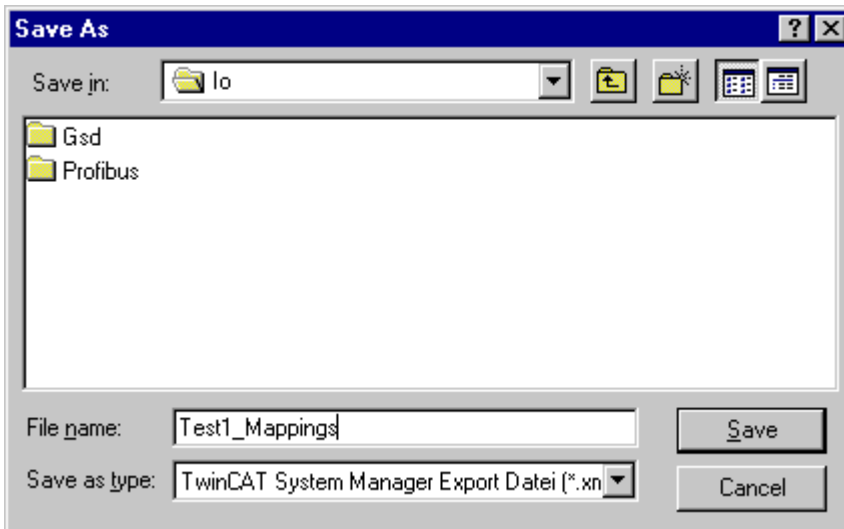 Save As
Save in: Io
Gsd
Profibus
File name: Test1_Mappings
Save
Save as type: TwinCAT System Manager Export Datei (*.xn
Cancel